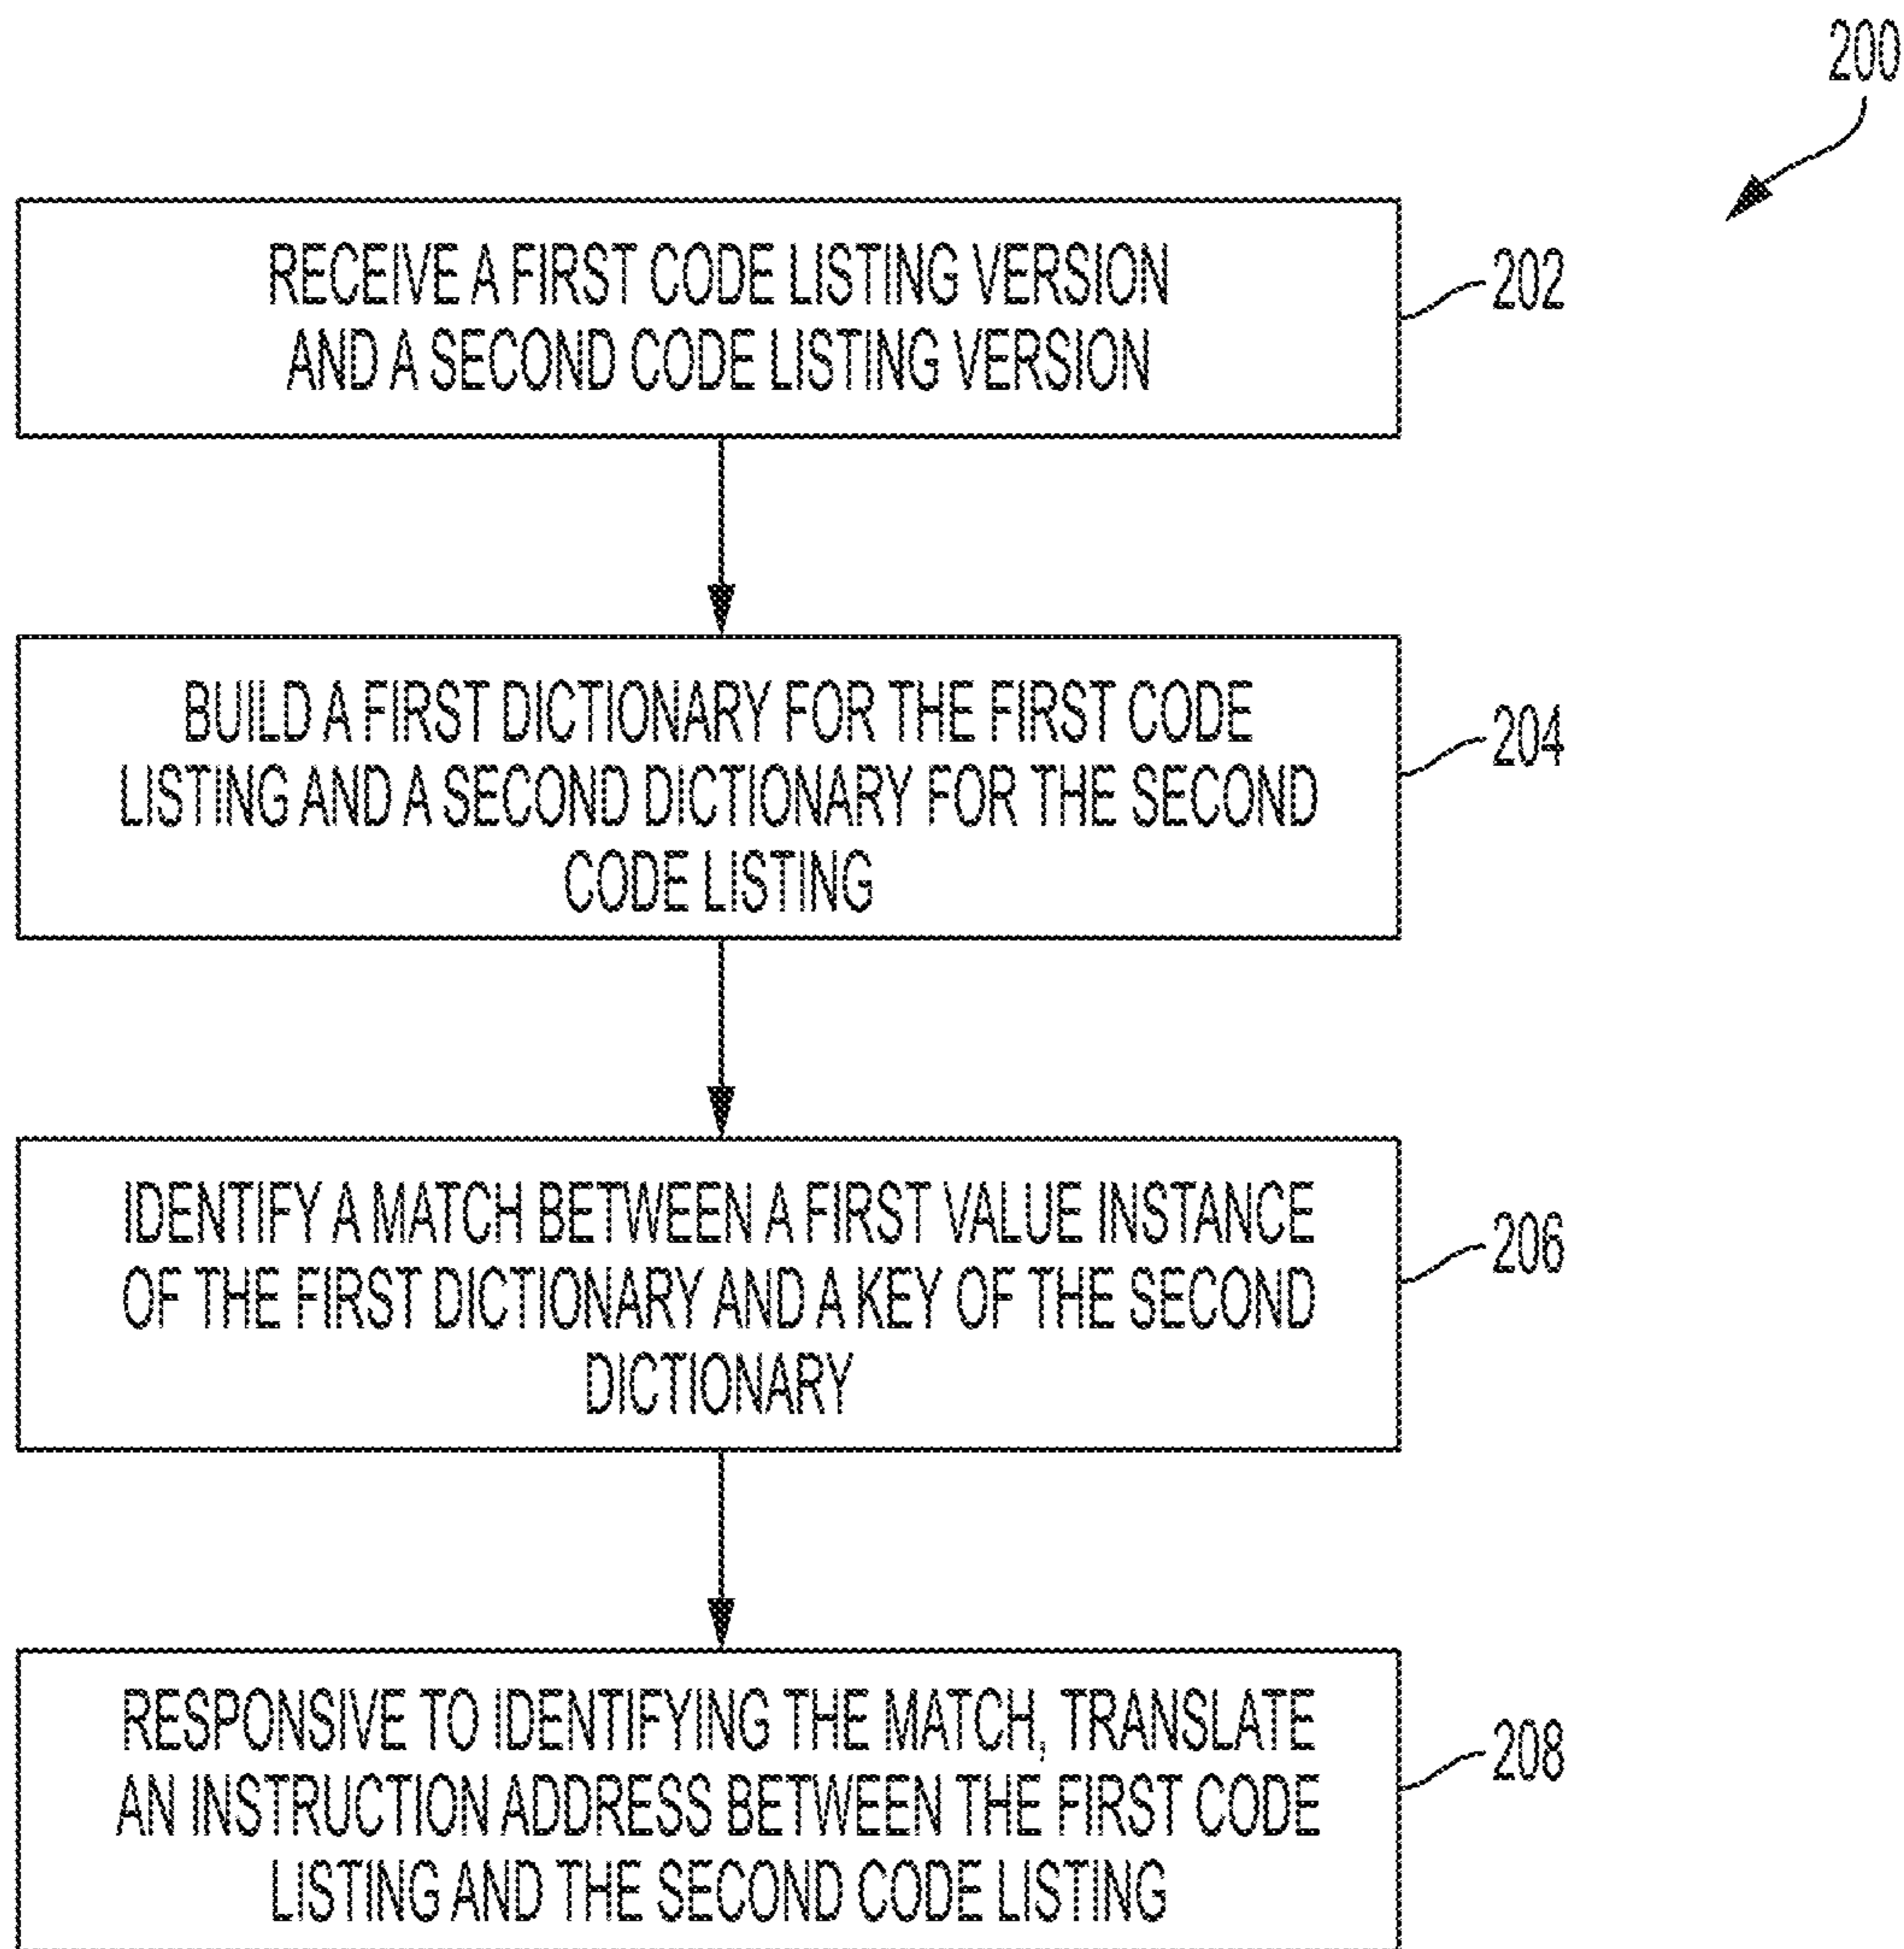 200
RECEIVE A FIRST CODE LISTING VERSION
AND A SECOND CODE LISTING VERSION
202
BUILD A FIRST DICTIONARY FOR THE FIRST CODE
LISTING AND A SECOND DICTIONARY FOR THE SECOND
CODE LISTING
204
IDENTIFY A MATCH BETWEEN A FIRST VALUE INSTANCE
OF THE FIRST DICTIONARY AND A KEY OF THE SECOND
DICTIONARY
206
RESPONSIVE TO IDENTIFYING THE MATCH, TRANSLATE
AN INSTRUCTION ADDRESS BETWEEN THE FIRST CODE
LISTING AND THE SECOND CODE LISTING
208